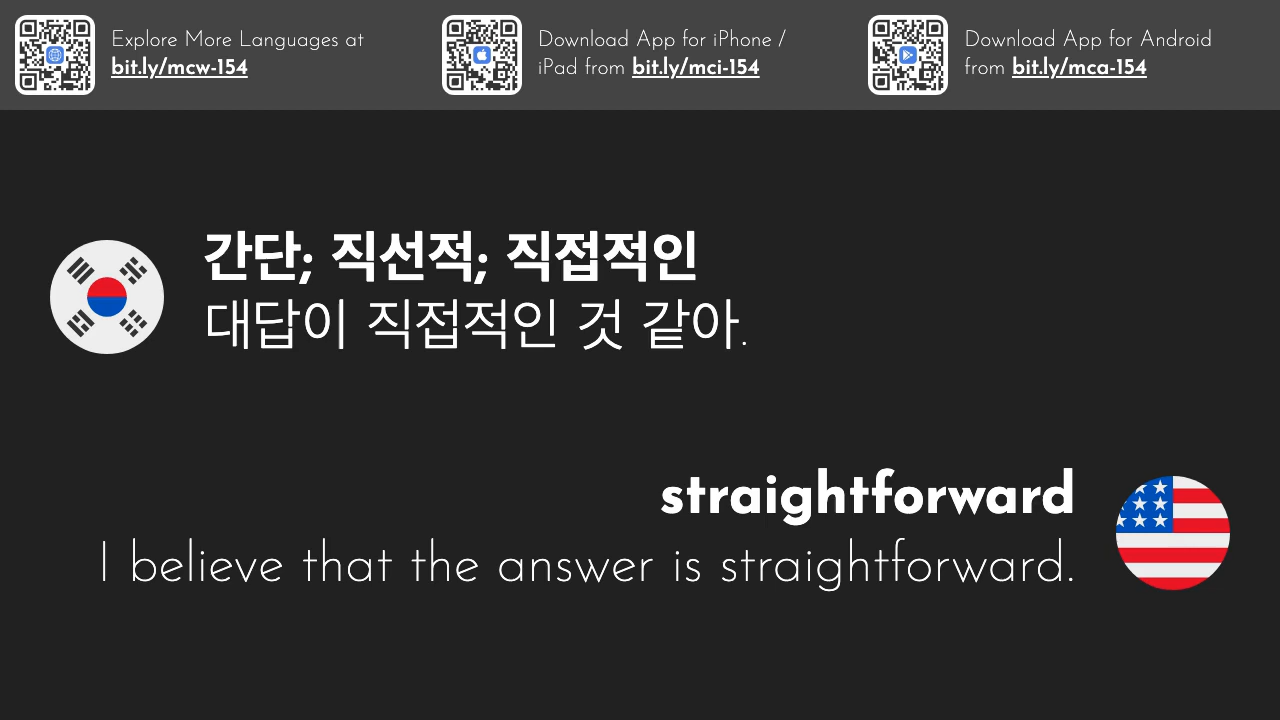 Explore More Languages at
bit.ly/mcw-154
Download App for iPhone /
iPad from bit.ly/mci-154
Download App for Android
from bit.ly/mca-154
간단; 직선적; 직접적인
대답이 직접적인 것 같아.
straightforward
I believe that the answer is straightforward.